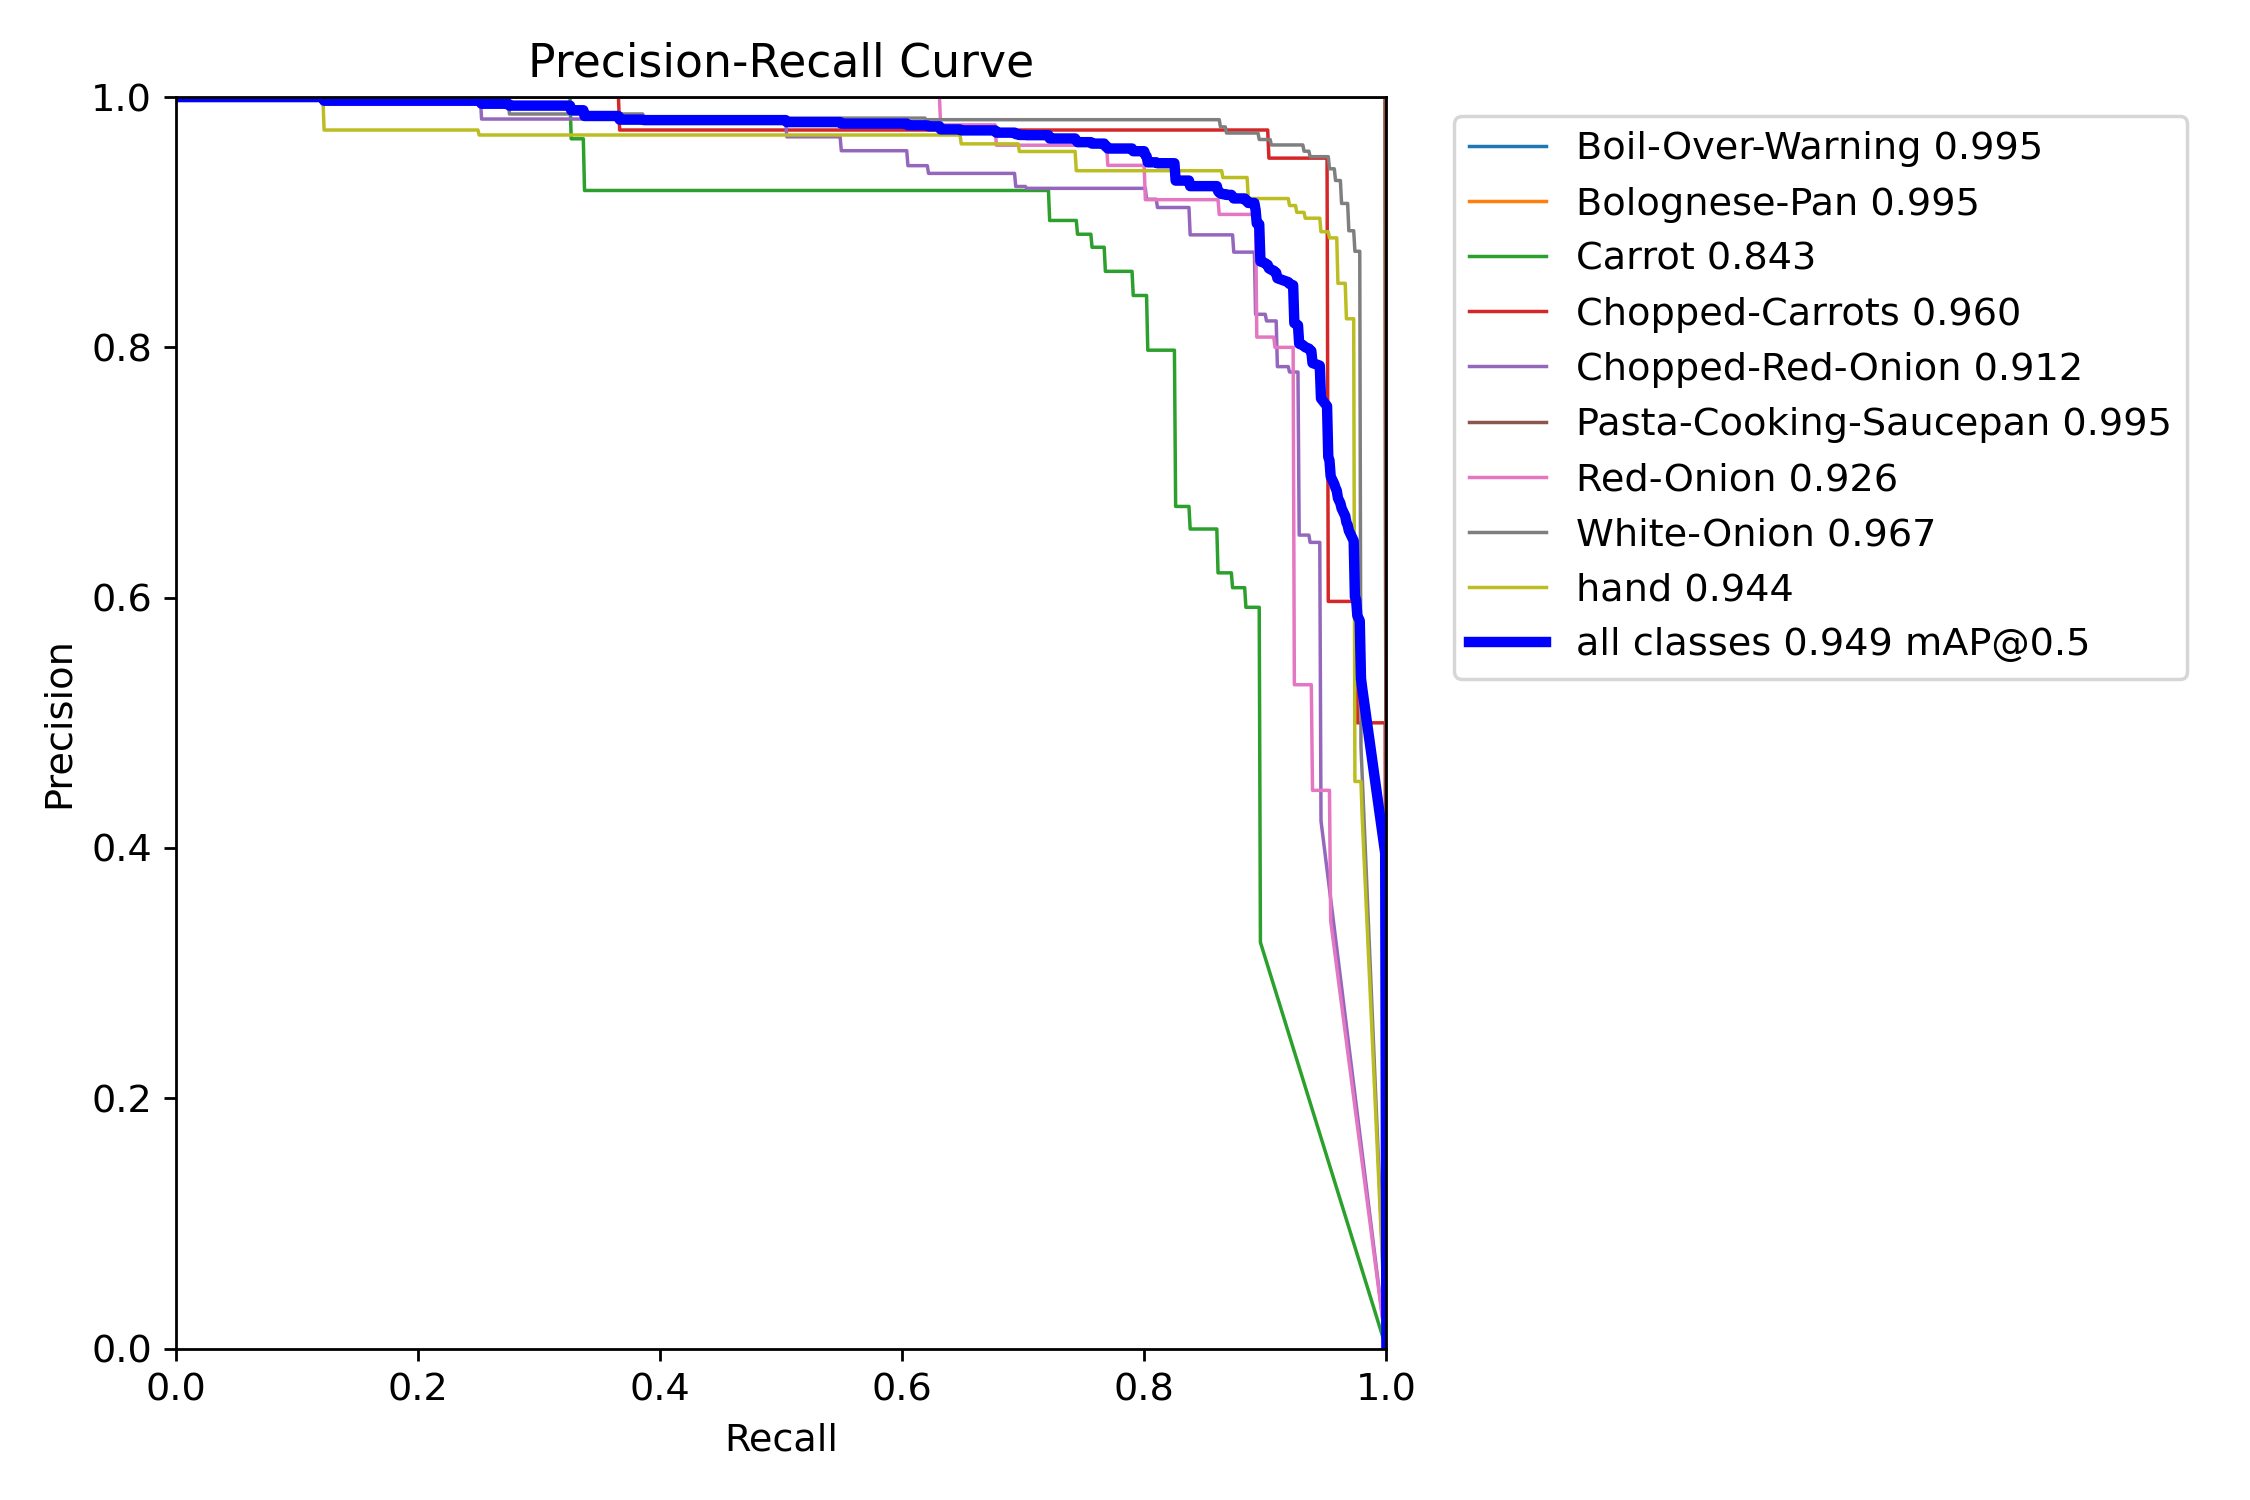 Precision-Recall Curve
1.0
0.8
0.6
0.4
0.2
0.0
Precision
0.0 0.2 0.4 0.6 0.8 1.0
Recall
Boil-Over-Warning 0.995
Bolognese-Pan 0.995
Carrot 0.843
Chopped-Carrots 0.960
Chopped-Red-Onion 0.912
Pasta-Cooking-Saucepan 0.995
Red-Onion 0.926
White-Onion 0.967
hand 0.944
all classes 0.949 mAP@0.5